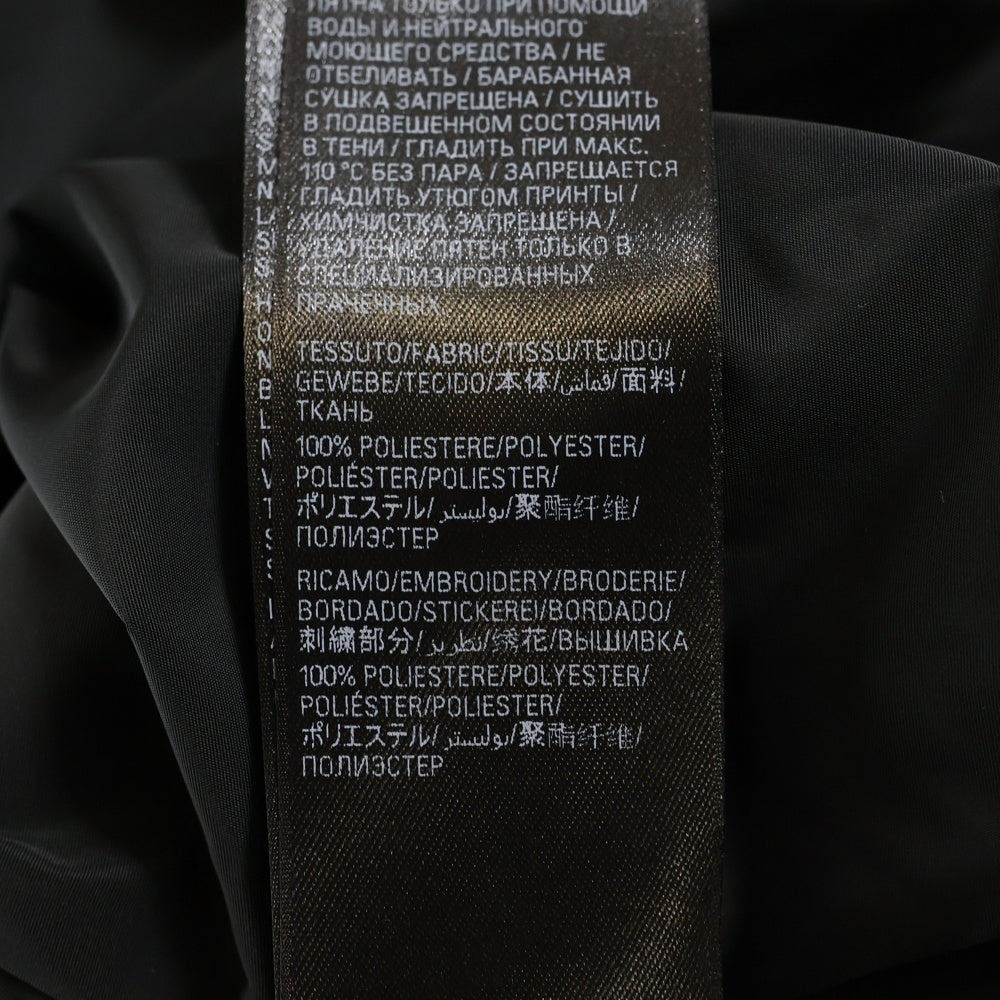 ПЯТНА ТОЛЬКО ПРИ ПОМОЩИ
ВОДЫ И НЕЙТРАЛЬНОГО
МОЮЩЕГО СРЕДСТВА / НЕ
ОТБЕЛИВАТЬ / БАРАБАННАЯ
СУШКА ЗАПРЕЩЕНА / СУШИТЬ
В ПОДВЕШЕННОМ СОСТОЯНИИ
В ТЕНИ / ГЛАДИТЬ ПРИ МАКС.
110 °C БЕЗ ПАРА / ЗАПРЕЩАЕТСЯ
ГЛАДИТЬ УТЮГОМ ПРИНТЫ /
ХИМЧИСТКА ЗАПРЕЩЕНА /
УДАЛЕНИЕ ПЯТЕН ТОЛЬКО В
СПЕЦИАЛИЗИРОВАННЫХ
ПРАЧЕЧНЫХ.
TESSUTO/FABRIC/TISSU/TEJIDO/
GEWEBE/TECIDO/本体/قماش/面料/
ТКАНЬ
100% POLIESTERE/POLYESTER/
POLIÉSTER/POLIESTER/
ポリエステル/بوليستر/聚酯纤维/
ПОЛИЭСТЕР
RICAMO/EMBROIDERY/BRODERIE/
BORDADO/STICKEREI/BORDADO/
刺繍部分/تطريز/绣花/ВЫШИВКА
100% POLIESTERE/POLYESTER/
POLIÉSTER/POLIESTER/
ポリエステル/بوليستر/聚酯纤维/
ПОЛИЭСТЕР